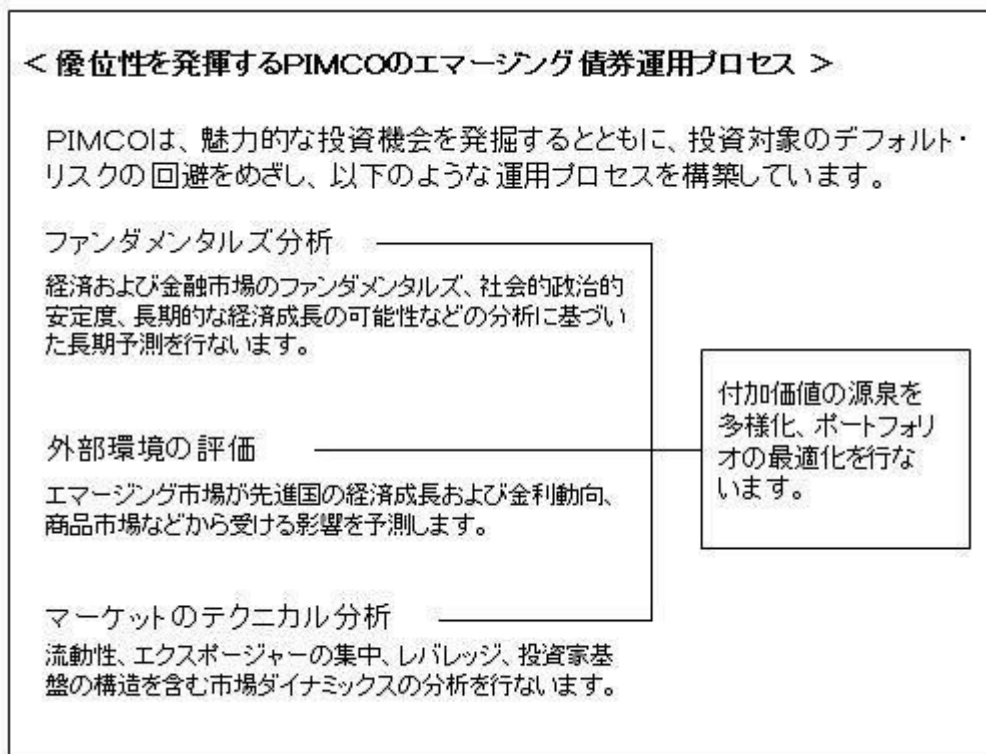 ＜優位性を発揮するPIMCOのエマージング債券運用プロセス ＞
PIMCOは、魅力的な投資機会を発掘するとともに、投資対象のデフォルト・
リスクの回避をめざし、以下のような運用プロセスを構築しています。
ファンダメンタルズ分析
経済および金融市場のファンダメンタルズ、社会的政治的
安定度、長期的な経済成長の可能性などの分析に基づい
た長期予測を行ないます。
外部環境の評価
エマージング市場が先進国の経済成長および金利動向、
商品市場などから受ける影響を予測します。
マーケットのテクニカル分析
流動性、エクスポージャーの集中、レバレッジ、投資家基
盤の構造を含む市場ダイナミックスの分析を行ないます。
付加価値の源泉を
多様化、ポートフォリ
オの最適化を行な
います。